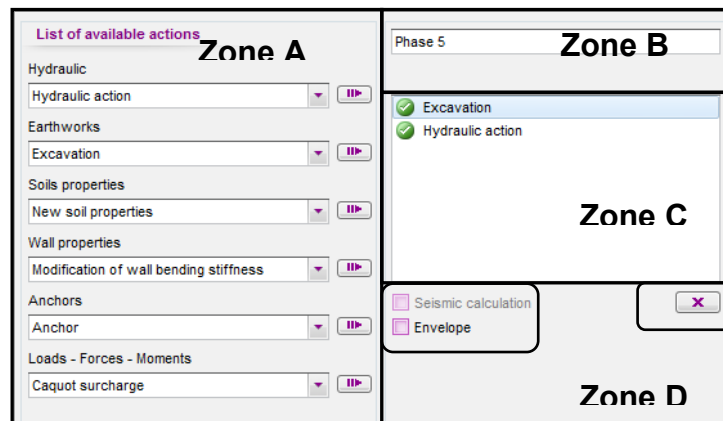 List of available actions
Zone A
Hydraulic
Hydraulic action
Earthworks
Excavation
Soils properties
New soil properties
Wall properties
Modification of wall bending stiffness
Anchors
Anchor
Loads - Forces - Moments
Caquot surcharge
Phase 5
Zone B
Excavation
Hydraulic action
Zone C
Seismic calculation
Envelope
Zone D